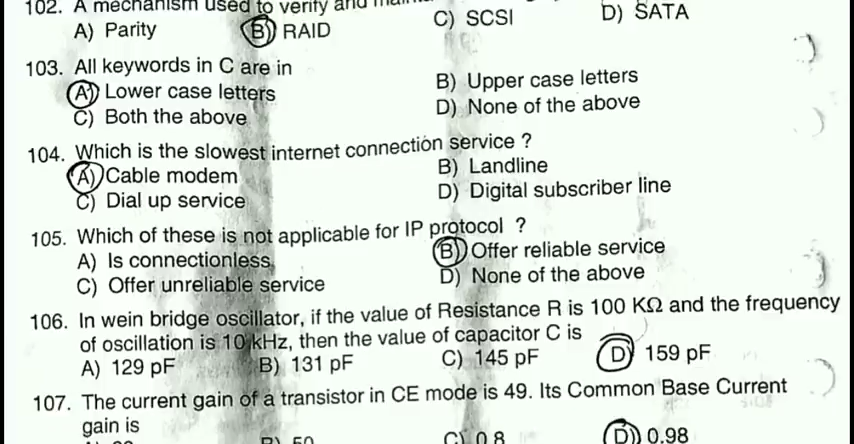 102. A mechanism used to verify and
A) Parity B) RAID C) SCSI D) SATA
103. All keywords in C are in
A) Lower case letters B) Upper case letters
C) Both the above D) None of the above
104. Which is the slowest internet connection service ?
A) Cable modem B) Landline
C) Dial up service D) Digital subscriber line
105. Which of these is not applicable for IP protocol ?
A) Is connectionless B) Offer reliable service
C) Offer unreliable service D) None of the above
106. In wein bridge oscillator, if the value of Resistance R is 100 KΩ and the frequency
of oscillation is 10 kHz, then the value of capacitor C is
A) 129 pF B) 131 pF C) 145 pF D) 159 pF
107. The current gain of a transistor in CE mode is 49. Its Common Base Current
gain is
B) 50 C) 0.8 D) 0.98